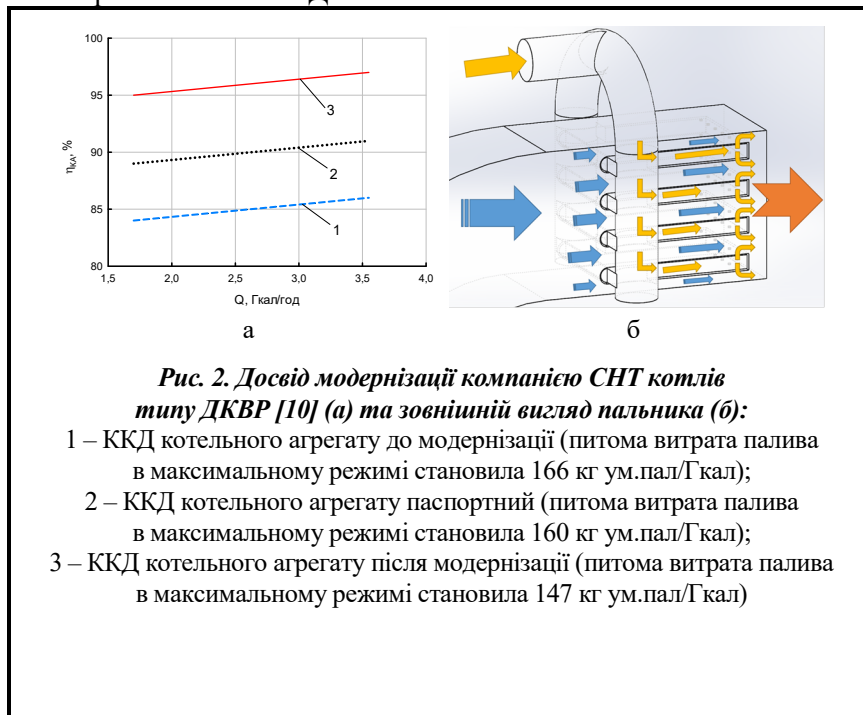 100
95
90
85
80
η_КА, %
1,5 2,0 2,5 3,0 3,5 4,0
Q, Гкал/год
3
2
1
а б
Рис. 2. Досвід модернізації компанією СНТ котлів
типу ДКВР [10] (а) та зовнішній вигляд пальника (б):
1 – ККД котельного агрегату до модернізації (питома витрата палива
в максимальному режимі становила 166 кг ум.пал/Гкал);
2 – ККД котельного агрегату паспортний (питома витрата палива
в максимальному режимі становила 160 кг ум.пал/Гкал);
3 – ККД котельного агрегату після модернізації (питома витрата палива
в максимальному режимі становила 147 кг ум.пал/Гкал)